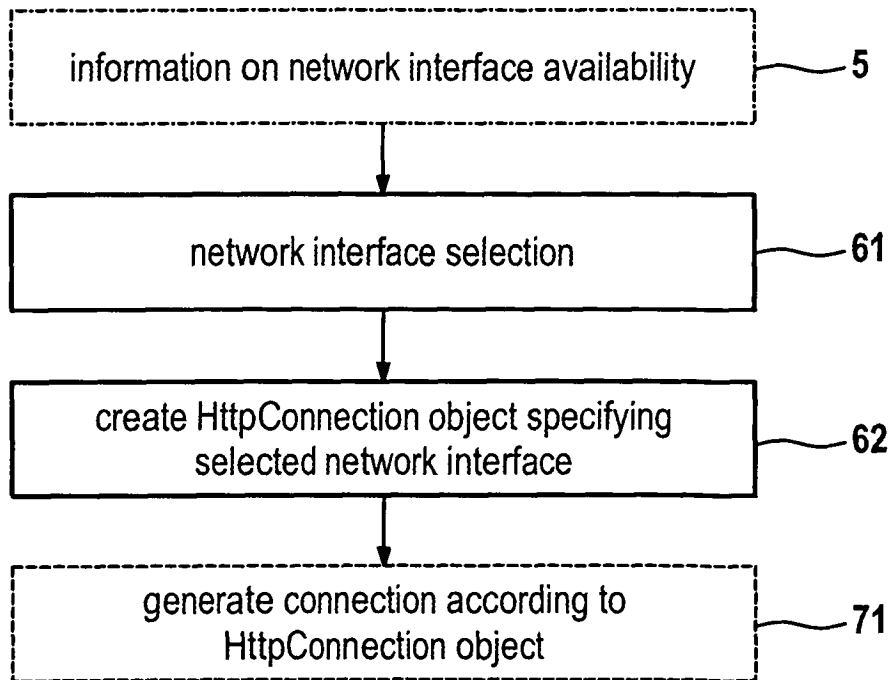 information on network interface availability
5
network interface selection
61
create HttpConnection object specifying
selected network interface
62
generate connection according to
HttpConnection object
71